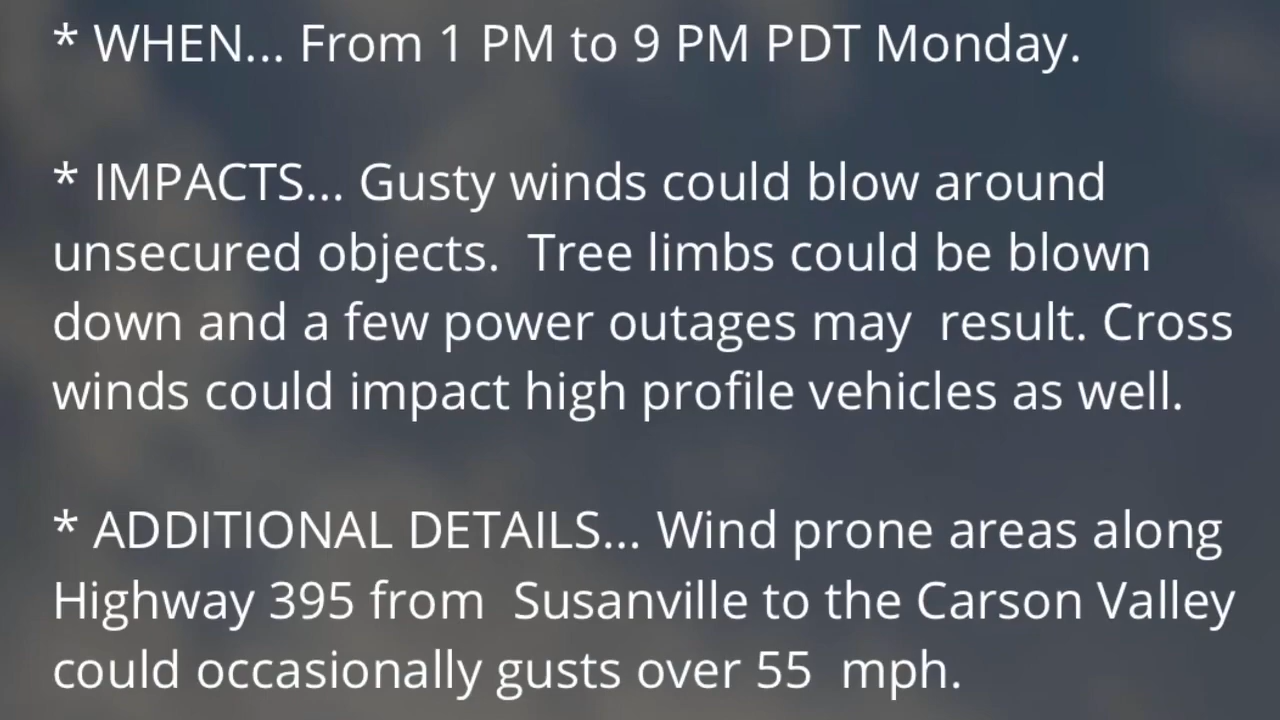 * WHEN... From 1 PM to 9 PM PDT Monday.
* IMPACTS... Gusty winds could blow around
unsecured objects.  Tree limbs could be blown
down and a few power outages may  result. Cross
winds could impact high profile vehicles as well.
* ADDITIONAL DETAILS... Wind prone areas along
Highway 395 from  Susanville to the Carson Valley
could occasionally gusts over 55  mph.